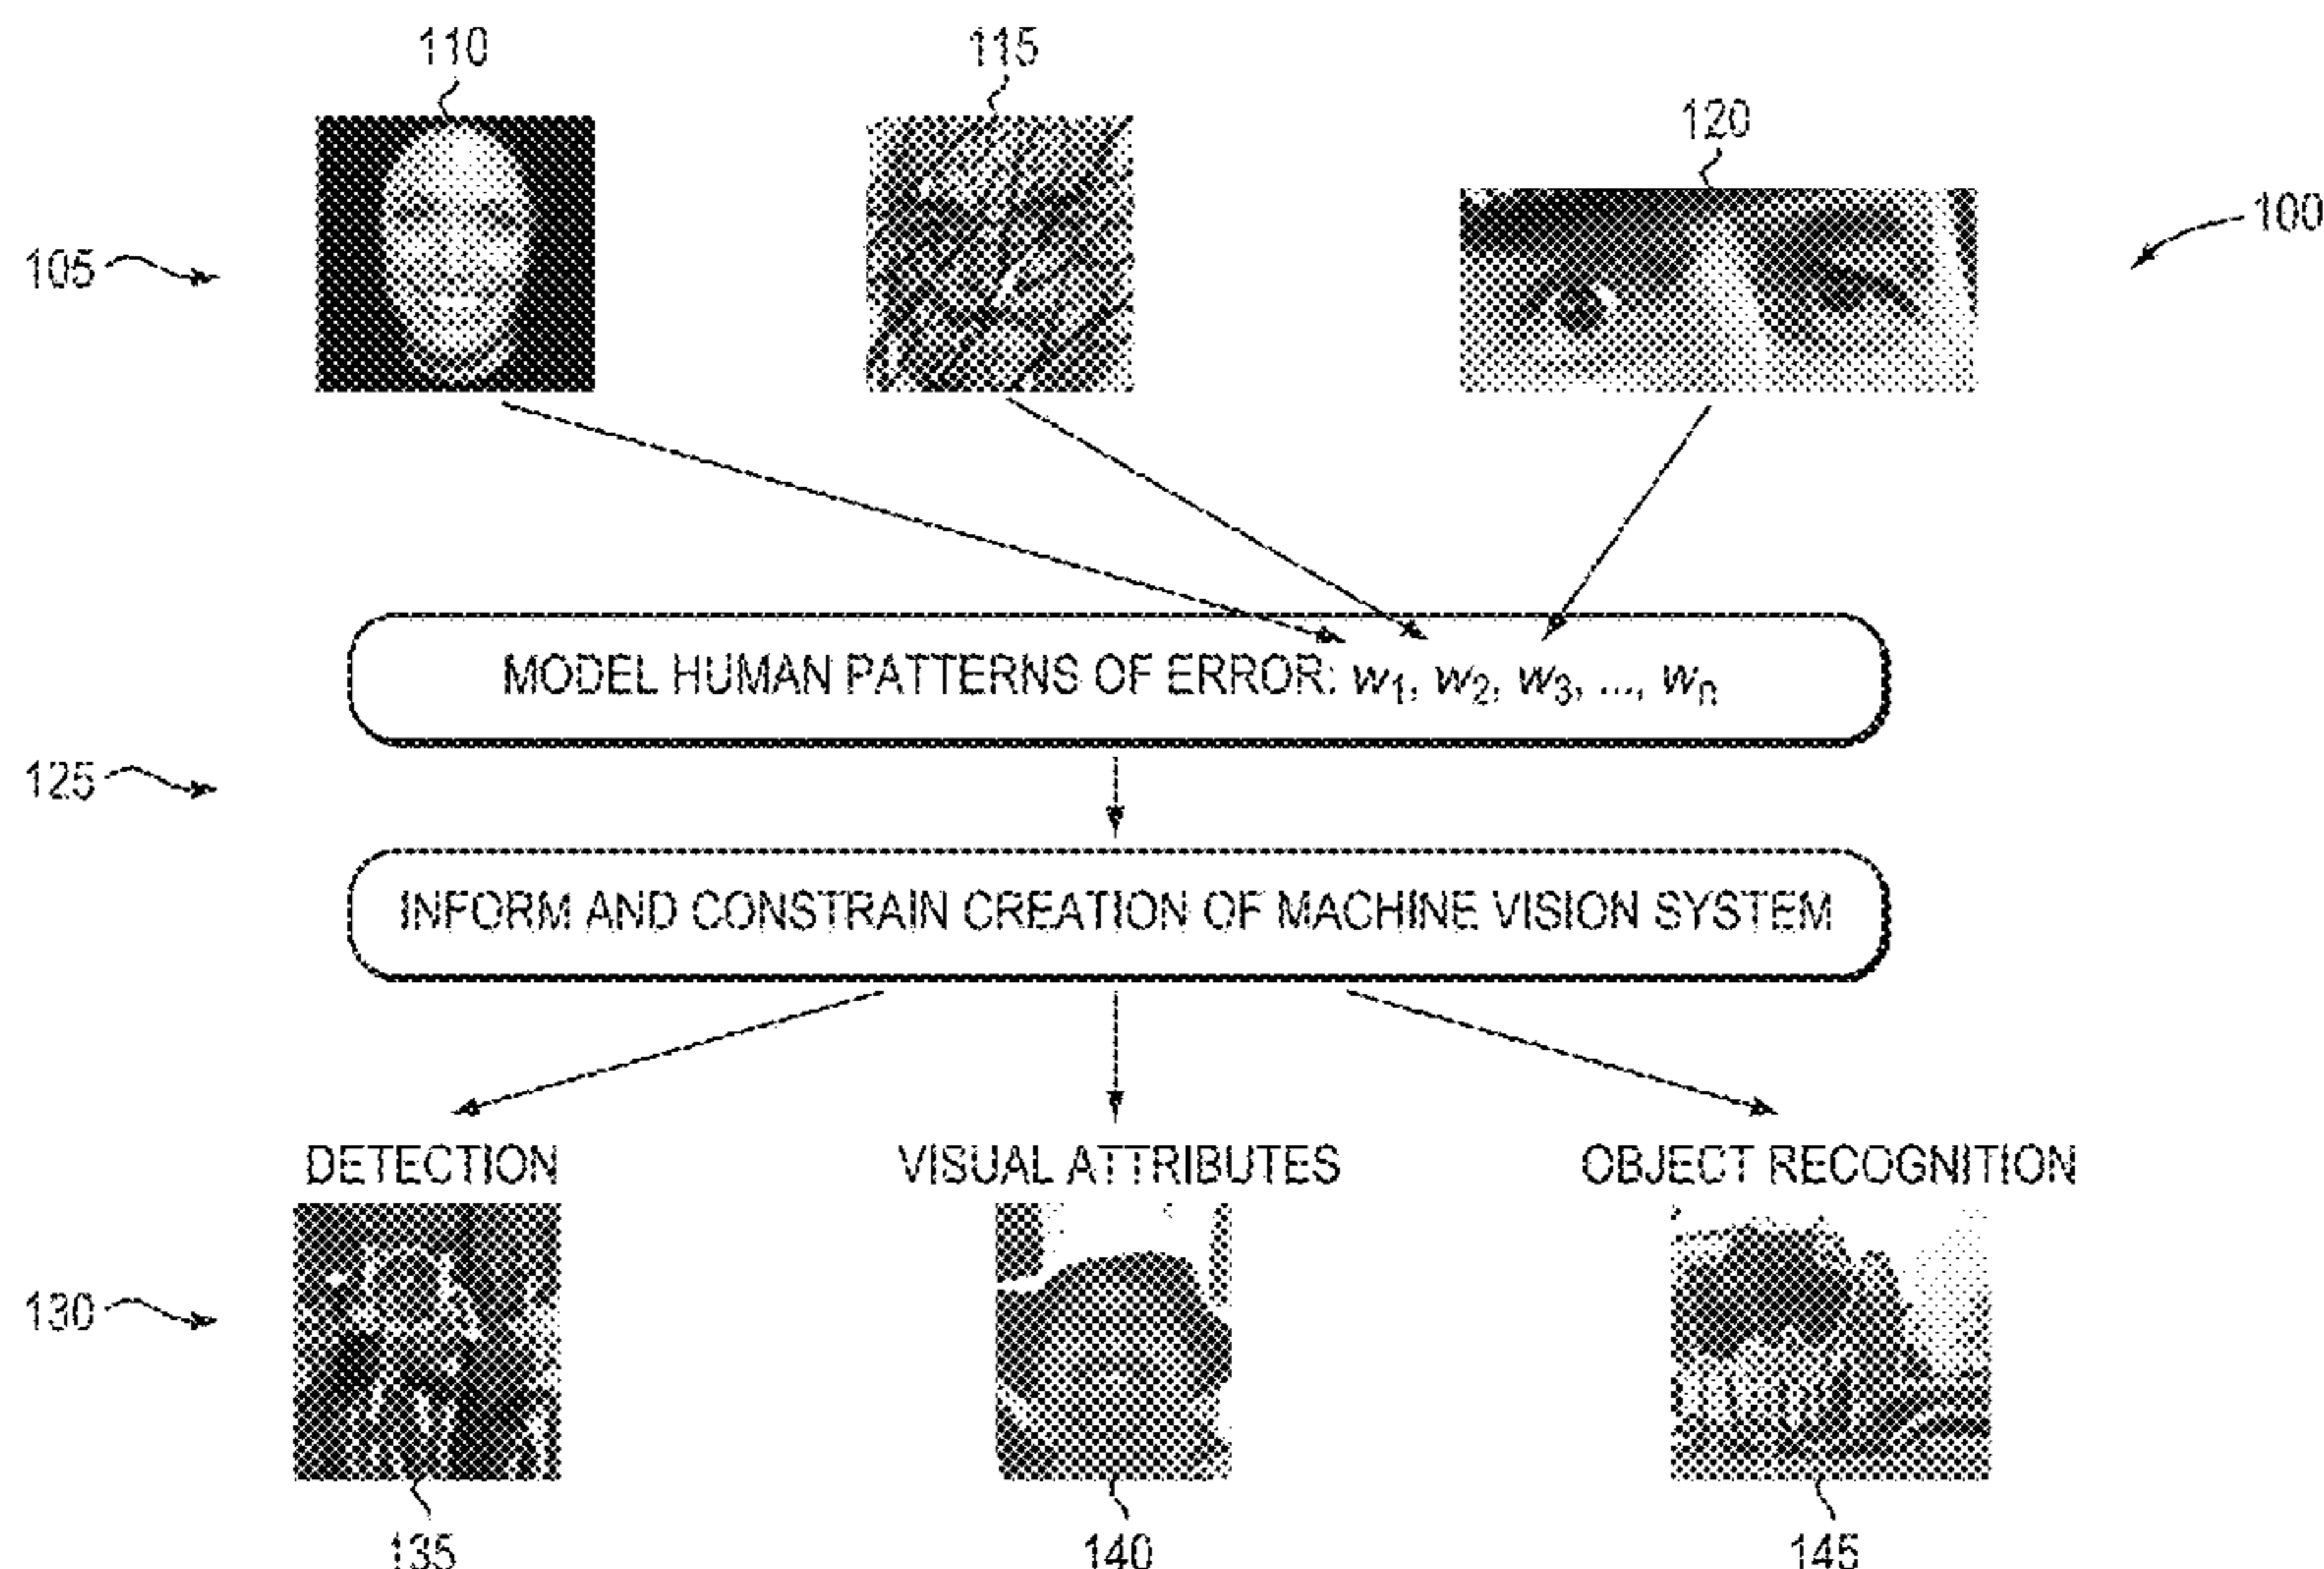 110
115
120
100
105
MODEL HUMAN PATTERNS OF ERROR: w1, w2, w3, ..., wn
125
INFORM AND CONSTRAIN CREATION OF MACHINE VISION SYSTEM
DETECTION
VISUAL ATTRIBUTES
OBJECT RECOGNITION
130
135
140
145